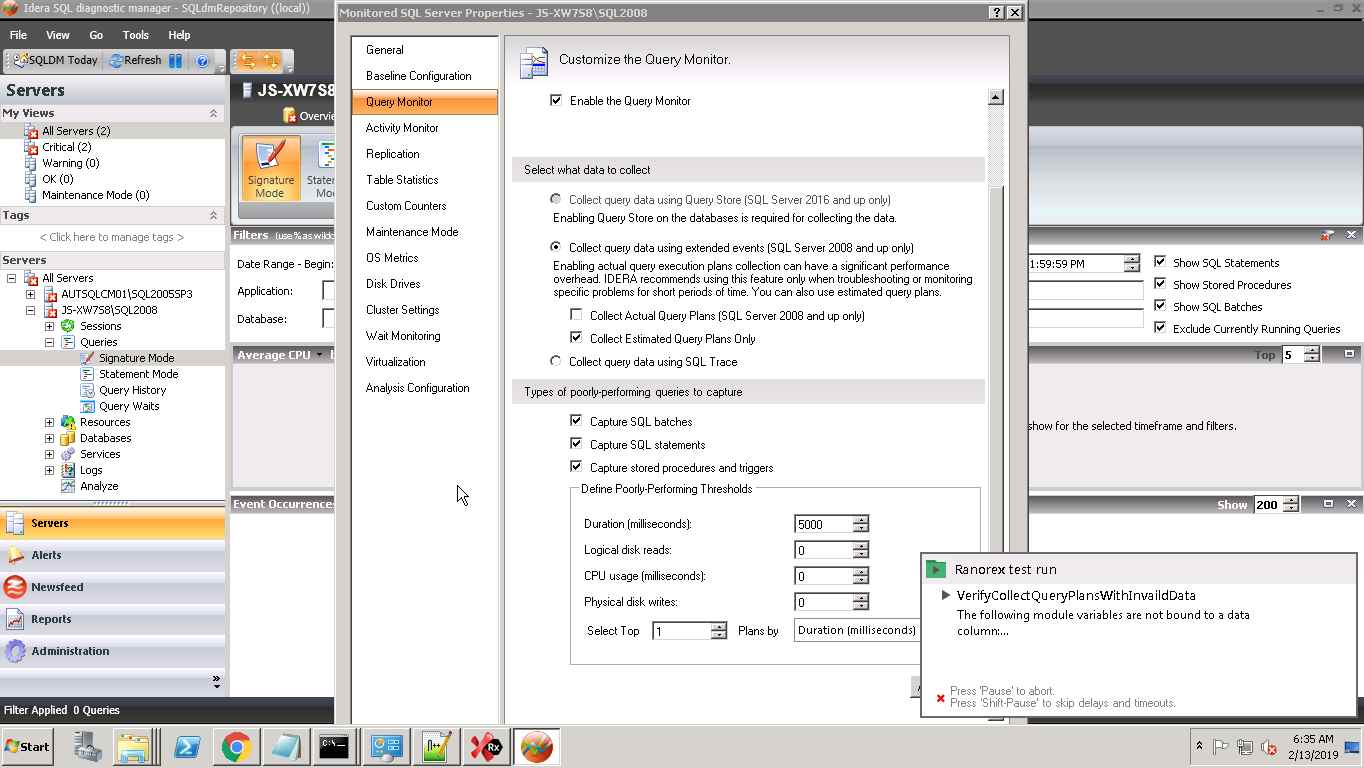 Idera SQL diagnostic manager - SQLdmRepository ((local))
File View Go Tools Help
SQLDM Today Refresh
Servers
My Views
All Servers (2)
Critical (2)
Warning (0)
OK (0)
Maintenance Mode (0)
Tags
< Click here to manage tags >
Servers
All Servers
AUTSQLCM01\SQL2005SP3
JS-XW7S8\SQL2008
Sessions
Queries
Signature Mode
Statement Mode
Query History
Query Waits
Resources
Databases
Services
Logs
Analyze
Servers
Alerts
Newsfeed
Reports
Administration
Filter Applied 0 Queries
JS-XW7S8
Signature
Mode
Filters
Date Range - Begin:
Application:
Database:
Average CPU
Event Occurrence
Monitored SQL Server Properties - JS-XW7S8\SQL2008
General
Baseline Configuration
Query Monitor
Activity Monitor
Replication
Table Statistics
Custom Counters
Maintenance Mode
OS Metrics
Disk Drives
Cluster Settings
Wait Monitoring
Virtualization
Analysis Configuration
Customize the Query Monitor.
Enable the Query Monitor
Select what data to collect
Collect query data using Query Store (SQL Server 2016 and up only)
Enabling Query Store on the databases is required for collecting the data.
Collect query data using extended events (SQL Server 2008 and up only)
Enabling actual query execution plans collection can have a significant performance
overhead. IDERA recommends using this feature only when troubleshooting or monitoring
specific problems for short periods of time. You can also use estimated query plans.
Collect Actual Query Plans (SQL Server 2008 and up only)
Collect Estimated Query Plans Only
Collect query data using SQL Trace
Types of poorly-performing queries to capture
Capture SQL batches
Capture SQL statements
Capture stored procedures and triggers
Define Poorly-Performing Thresholds
Duration (milliseconds): 5000
Logical disk reads: 0
CPU usage (milliseconds): 0
Physical disk writes: 0
Select Top 1 Plans by Duration (milliseconds)
1:59:59 PM
Show SQL Statements
Show Stored Procedures
Show SQL Batches
Exclude Currently Running Queries
Top 5
show for the selected timeframe and filters.
Show 200
Ranorex test run
VerifyCollectQueryPlansWithInvaildData
The following module variables are not bound to a data
column:...
Press 'Pause' to abort.
Press 'Shift-Pause' to skip delays and timeouts.
Start
Rx
6:35 AM
2/13/2019